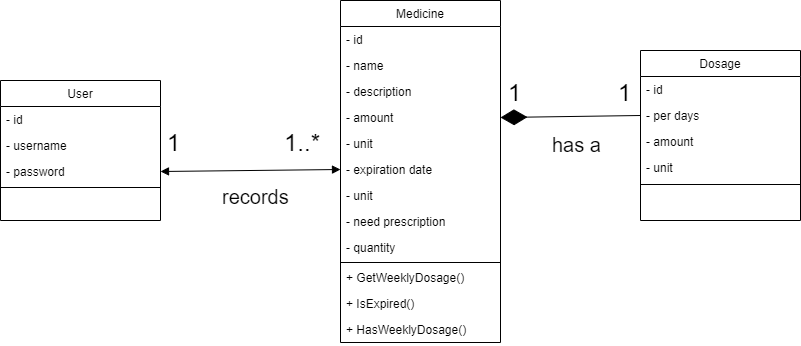 User
- id
- username
- password
1
1..*
records
Medicine
- id
- name
- description
- amount
- unit
- expiration date
- unit
- need prescription
- quantity
+ GetWeeklyDosage()
+ IsExpired()
+ HasWeeklyDosage()
1
1
has a
Dosage
- id
- per days
- amount
- unit